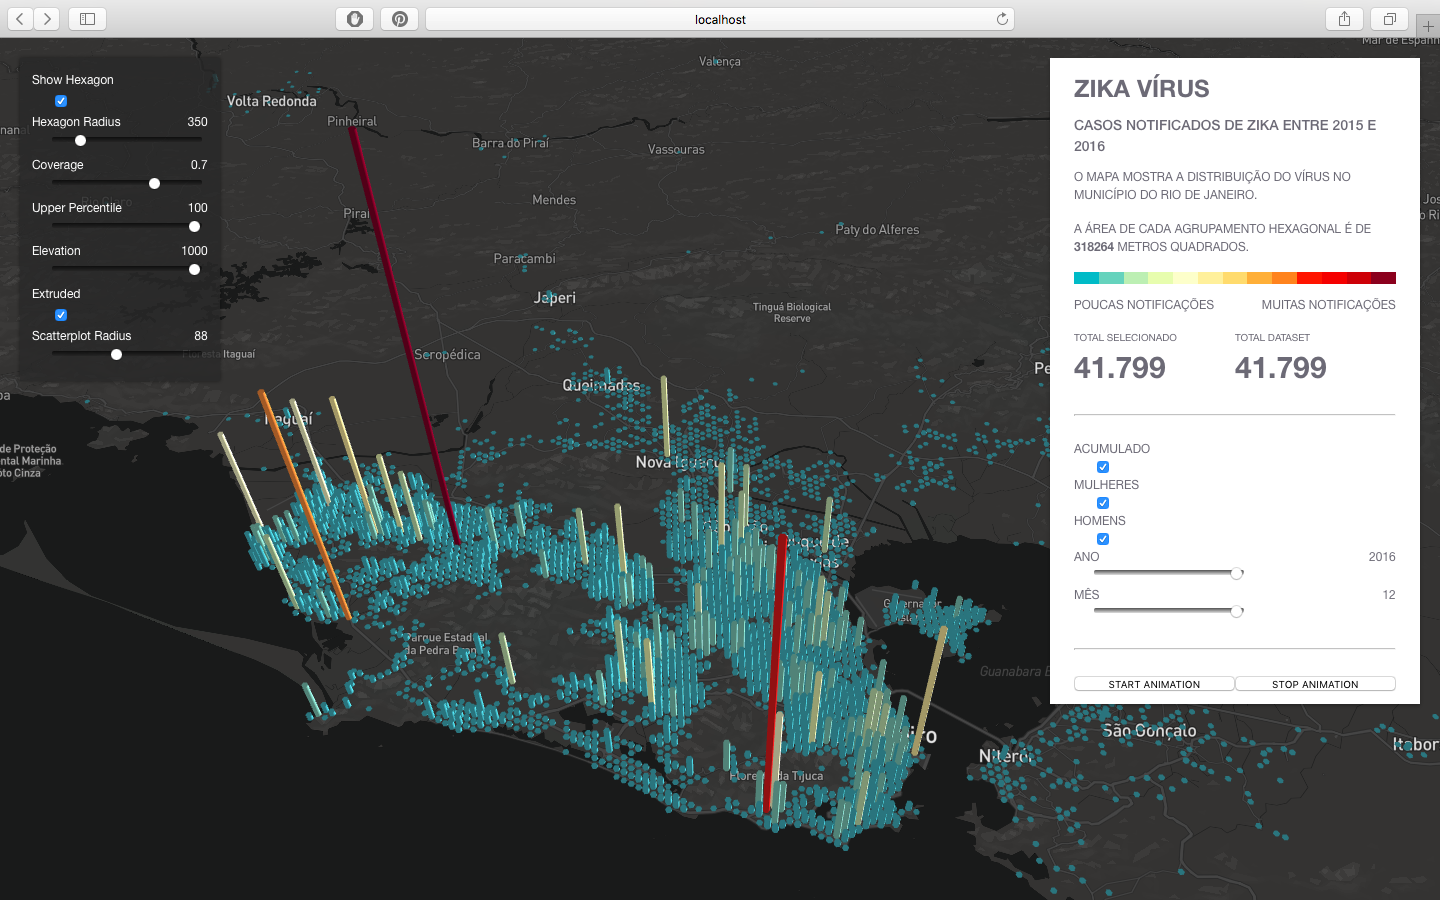 localhost
Show Hexagon
Hexagon Radius 350
Coverage 0.7
Upper Percentile 100
Elevation 1000
Extruded
Scatterplot Radius 88
ZIKA VÍRUS
CASOS NOTIFICADOS DE ZIKA ENTRE 2015 E
2016
O MAPA MOSTRA A DISTRIBUIÇÃO DO VÍRUS NO
MUNICÍPIO DO RIO DE JANEIRO.
A ÁREA DE CADA AGRUPAMENTO HEXAGONAL É DE
318264 METROS QUADRADOS.
POUCAS NOTIFICAÇÕES MUITAS NOTIFICAÇÕES
TOTAL SELECIONADO TOTAL DATASET
41.799 41.799
ACUMULADO
MULHERES
HOMENS
ANO 2016
MÊS 12
START ANIMATION STOP ANIMATION
Mar de Espanh
Valença
Volta Redonda
Pinheiral
Barra do Piraí
Vassouras
Mendes
Piraí
Paty do Alferes
Paracambi
Japeri
Tinguá Biological
Reserve
Itaguaí
Seropédica
Queimados
Itaguaí
de Proteção
ntal Marinha
oto Cinza
Nova Iguaçu
Duque de
Parque Estadual
da Pedra Branca
Guanabara B
São Gonçalo
Itabor
Niterói
iro
Floresta da Tijuca